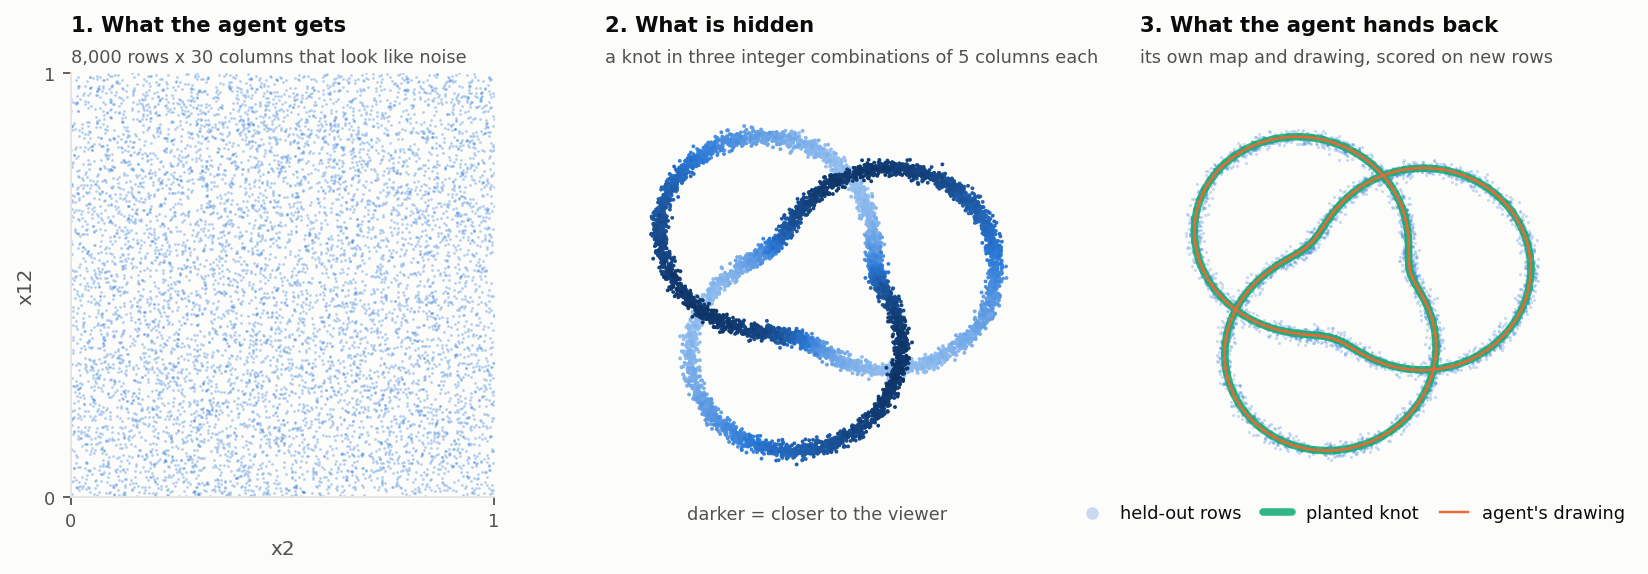 1. What the agent gets
8,000 rows x 30 columns that look like noise
1
x12
0
0
1
x2
2. What is hidden
a knot in three integer combinations of 5 columns each
darker = closer to the viewer
3. What the agent hands back
its own map and drawing, scored on new rows
held-out rows
planted knot
agent's drawing